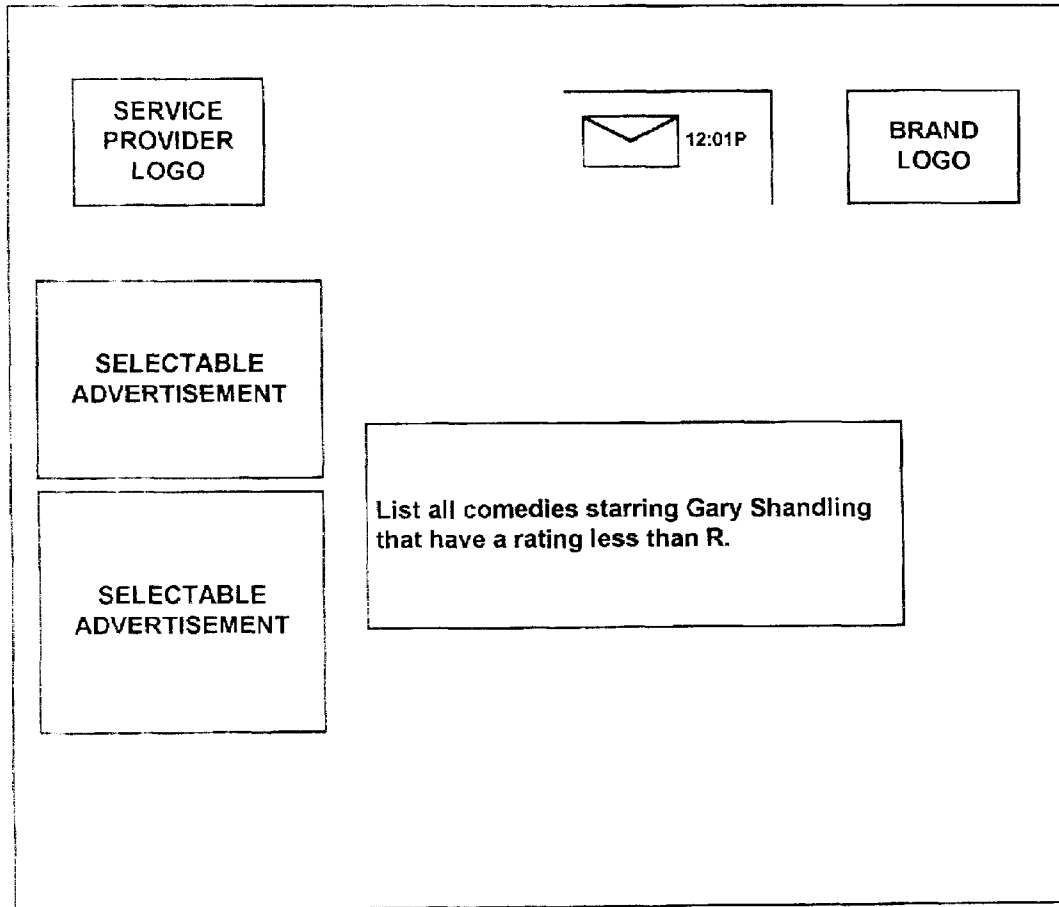 SERVICE
PROVIDER
LOGO
12:01P
BRAND
LOGO
SELECTABLE
ADVERTISEMENT
List all comedies starring Gary Shandling
that have a rating less than R.
SELECTABLE
ADVERTISEMENT